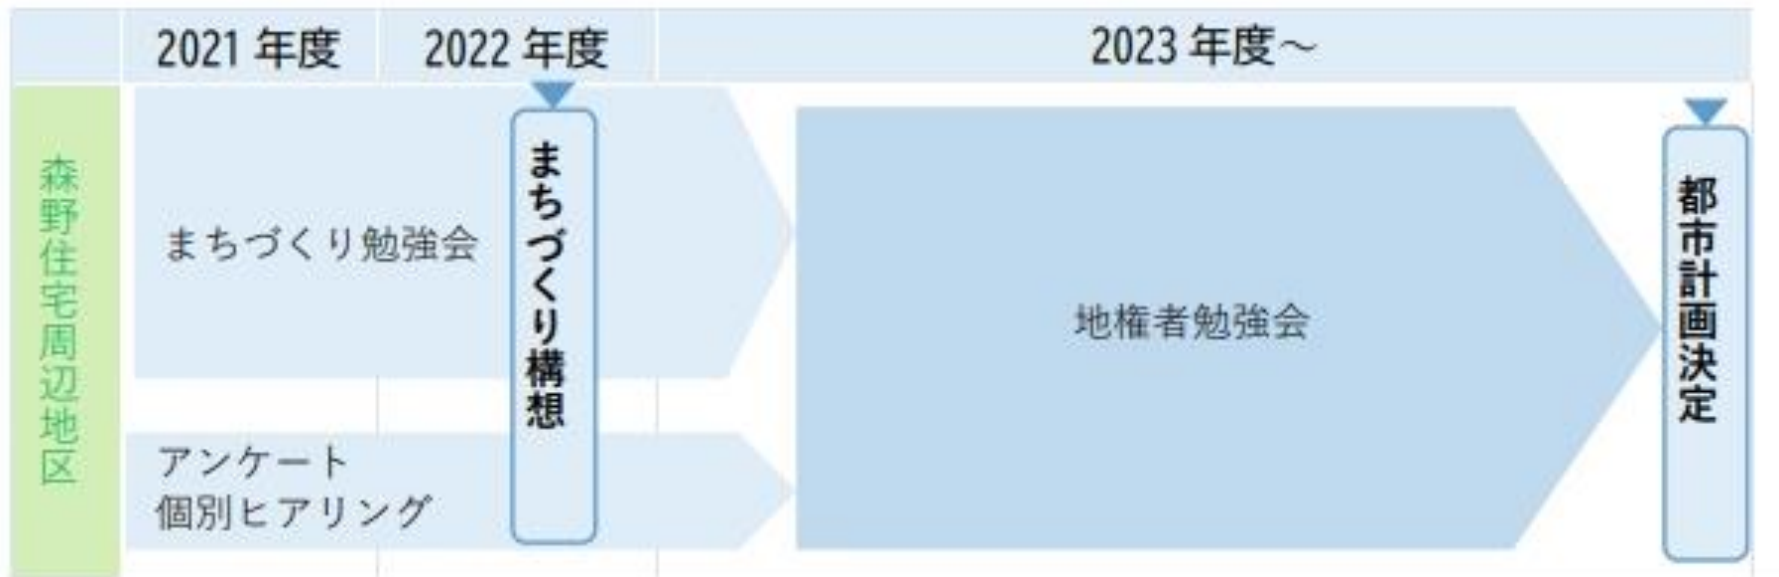 2021 年度
2022 年度
2023 年度～
森野住宅周辺地区
まちづくり勉強会
アンケート
個別ヒアリング
まちづくり構想
地権者勉強会
都市計画決定